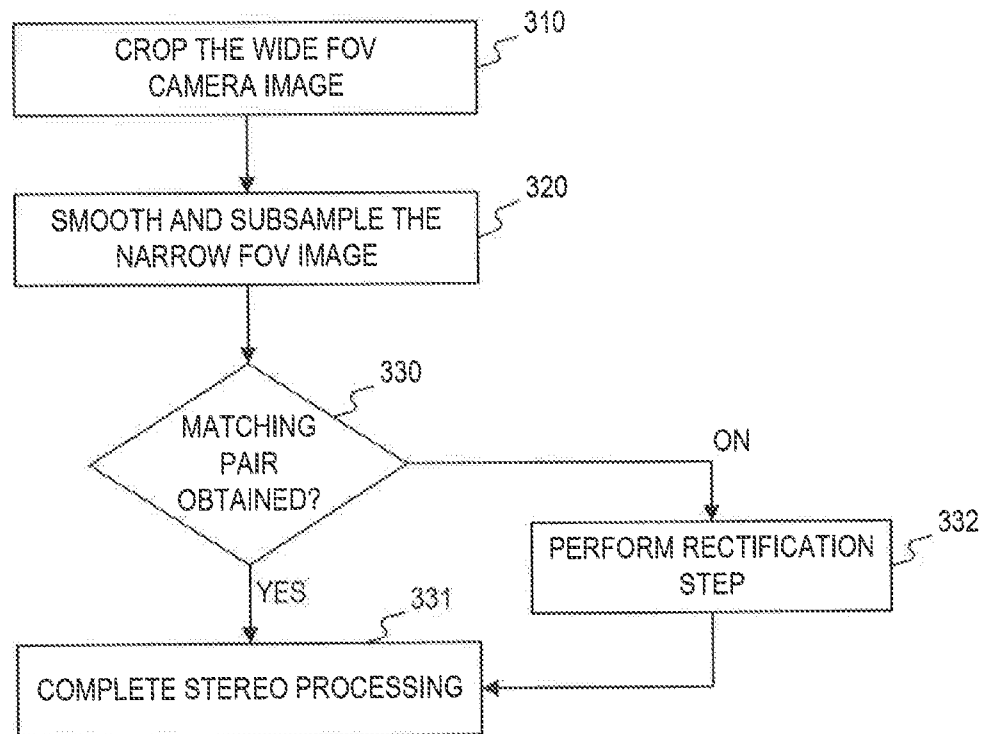 310
CROP THE WIDE FOV
CAMERA IMAGE
320
SMOOTH AND SUBSAMPLE THE
NARROW FOV IMAGE
330
MATCHING
PAIR
OBTAINED?
ON
332
PERFORM RECTIFICATION
STEP
YES
331
COMPLETE STEREO PROCESSING